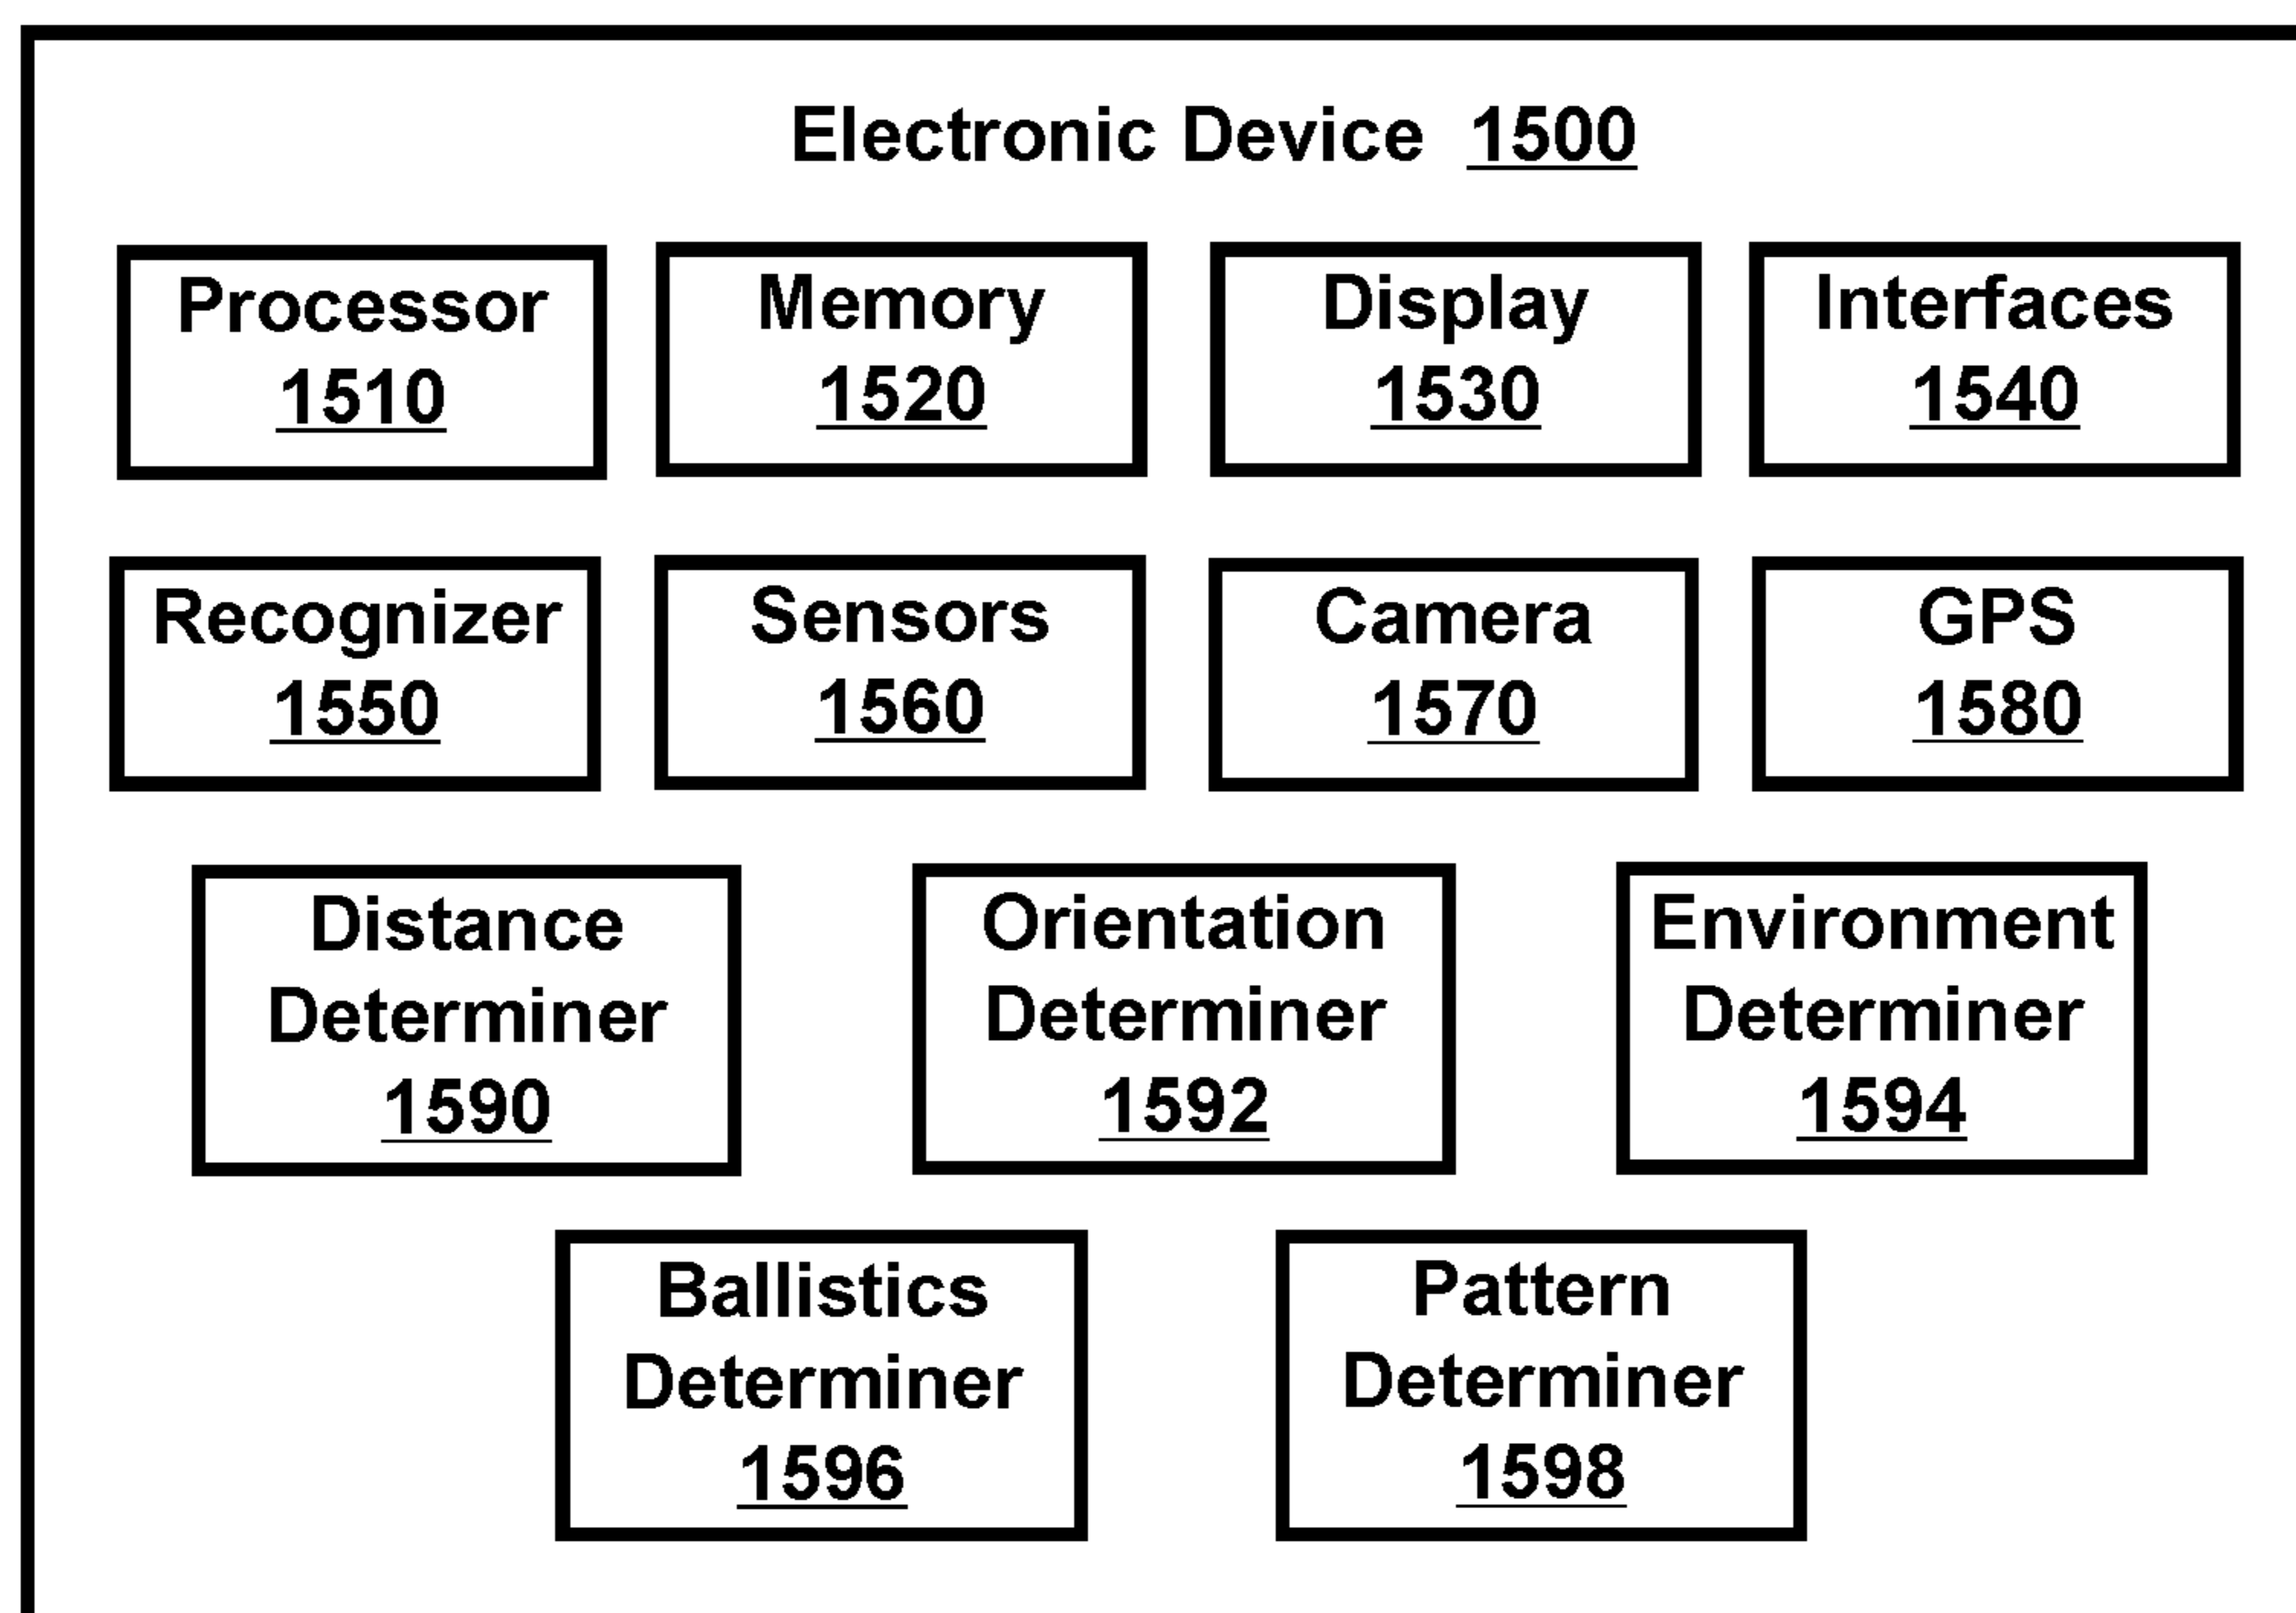 Electronic Device 1500
Processor
1510
Memory
1520
Display
1530
Interfaces
1540
Recognizer
1550
Sensors
1560
Camera
1570
GPS
1580
Distance
Determiner
1590
Orientation
Determiner
1592
Environment
Determiner
1594
Ballistics
Determiner
1596
Pattern
Determiner
1598